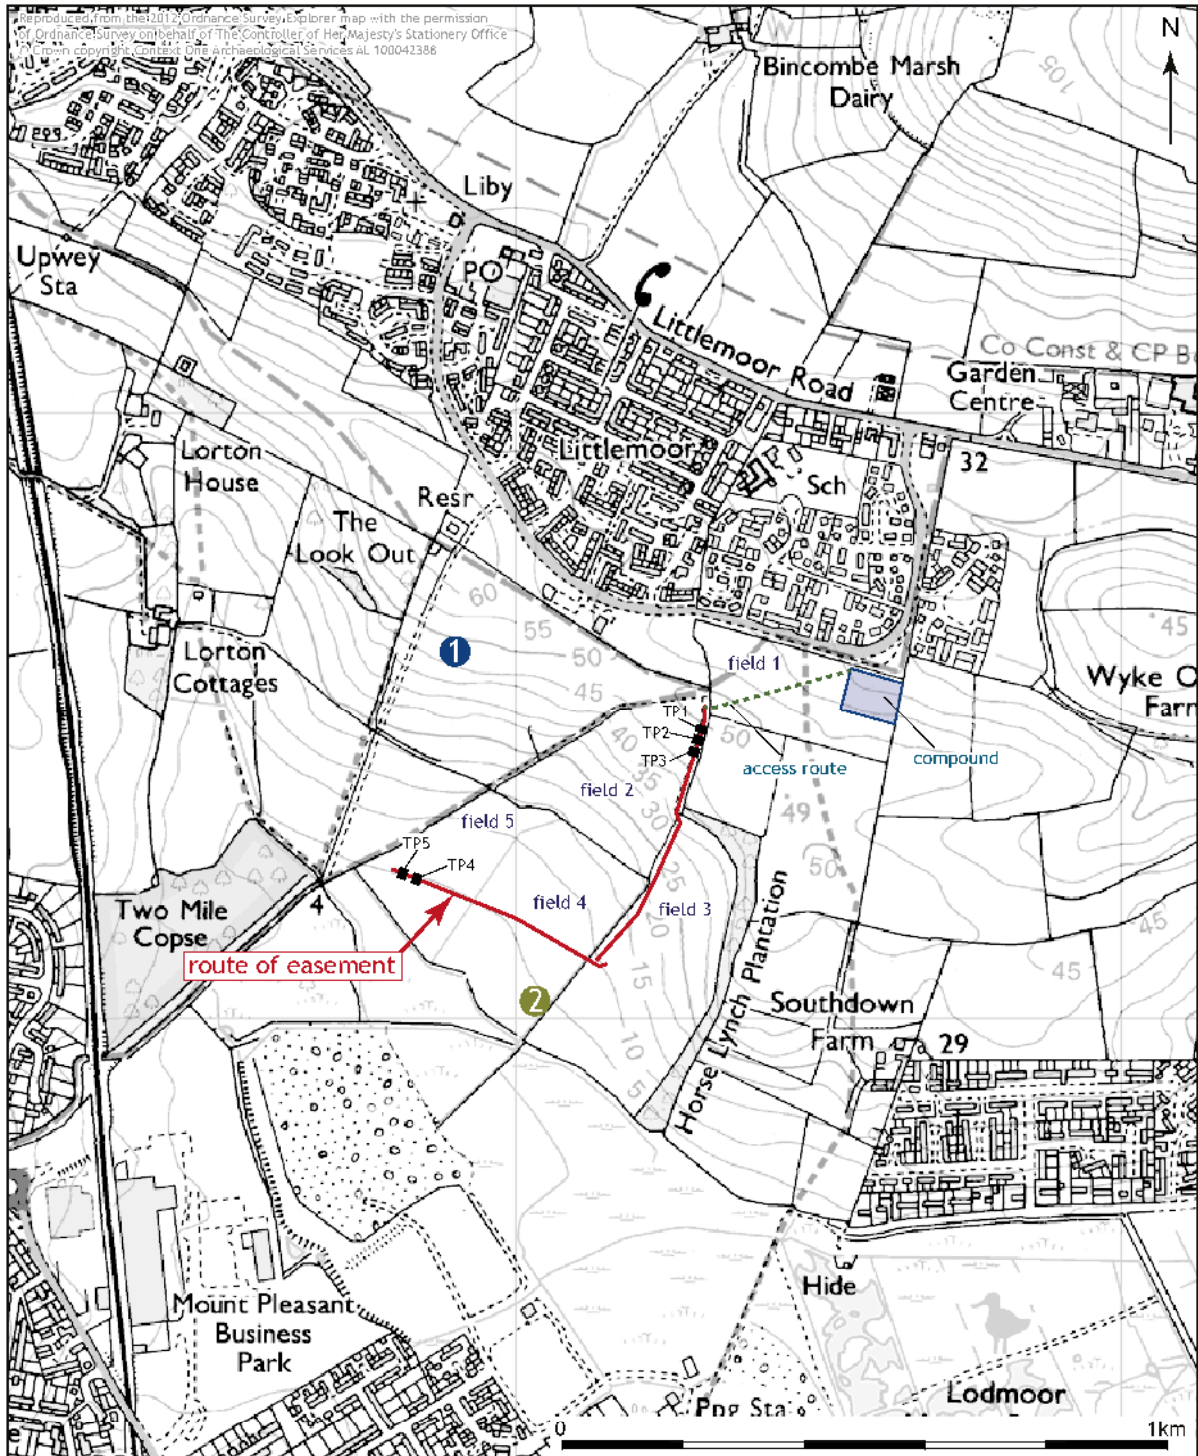 Reproduced from the 2012 Ordnance Survey Explorer map with the permission
of Ordnance Survey on behalf of The Controller of Her Majesty's Stationery Office
© Crown copyright Context One Archaeological Services AL 100042386
N
Bincombe Marsh
Dairy
105
Liby
Upwey
Sta
PO
Littlemoor Road
Co Const & CP B
Garden
Centre
Lorton
House
Littlemoor
32
Sch
Resr
The
Look Out
60
55
45
1
50
Lorton
Cottages
field 1
Wyke O
Farm
45
TP1
TP2
TP3
50
40
35
30
access route
compound
field 2
49
field 5
TP5
TP4
50
25
4
Two Mile
Copse
field 4
20
field 3
45
45
route of easement
15
2
Horse Lynch Plantation
Southdown
Farm
29
10
5
Hide
Mount Pleasant
Business
Park
Lodmoor
Ppg Sta
0
1km